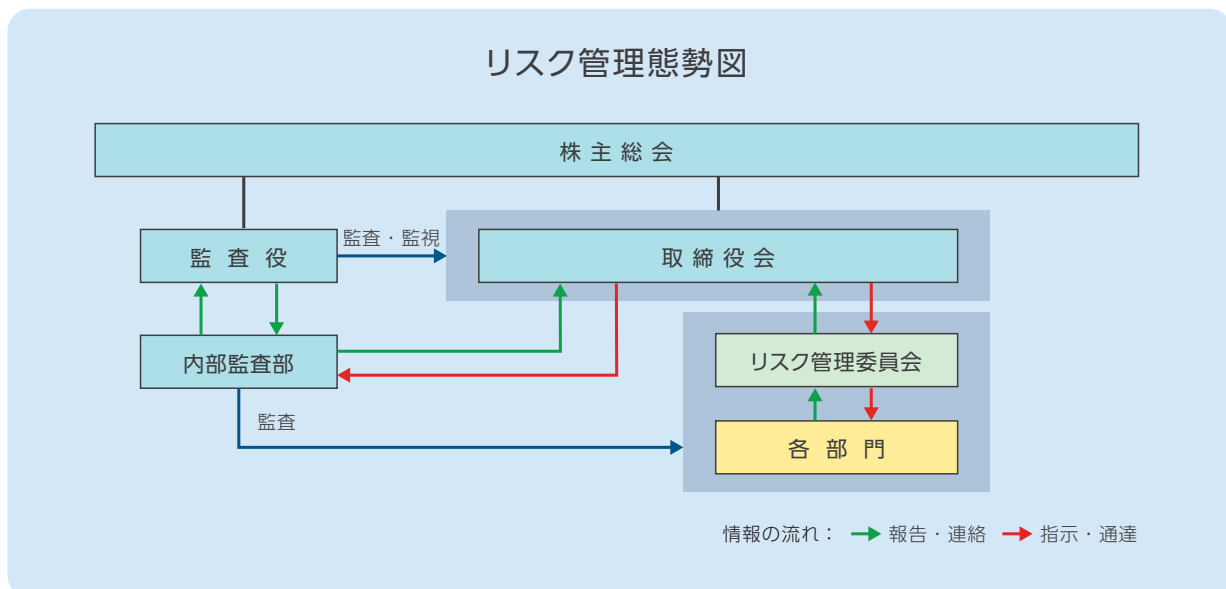 リスク管理態勢図
株主総会
監査役
監査・監視
取締役会
内部監査部
リスク管理委員会
監査
各部門
情報の流れ： 報告・連絡 指示・通達